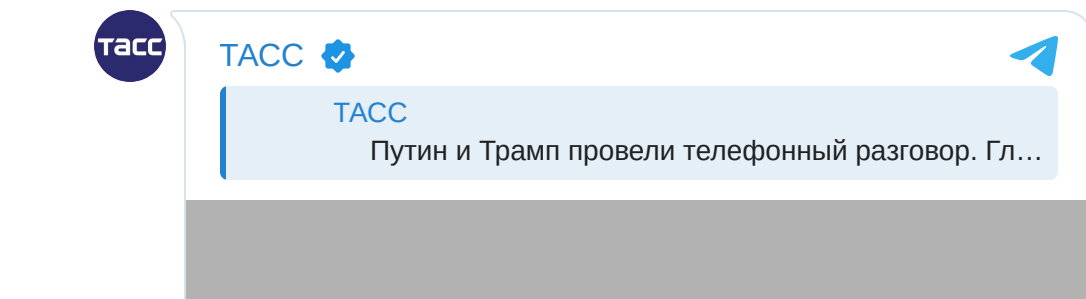 тасс
ТАСС
ТАСС
Путин и Трамп провели телефонный разговор. Гл…